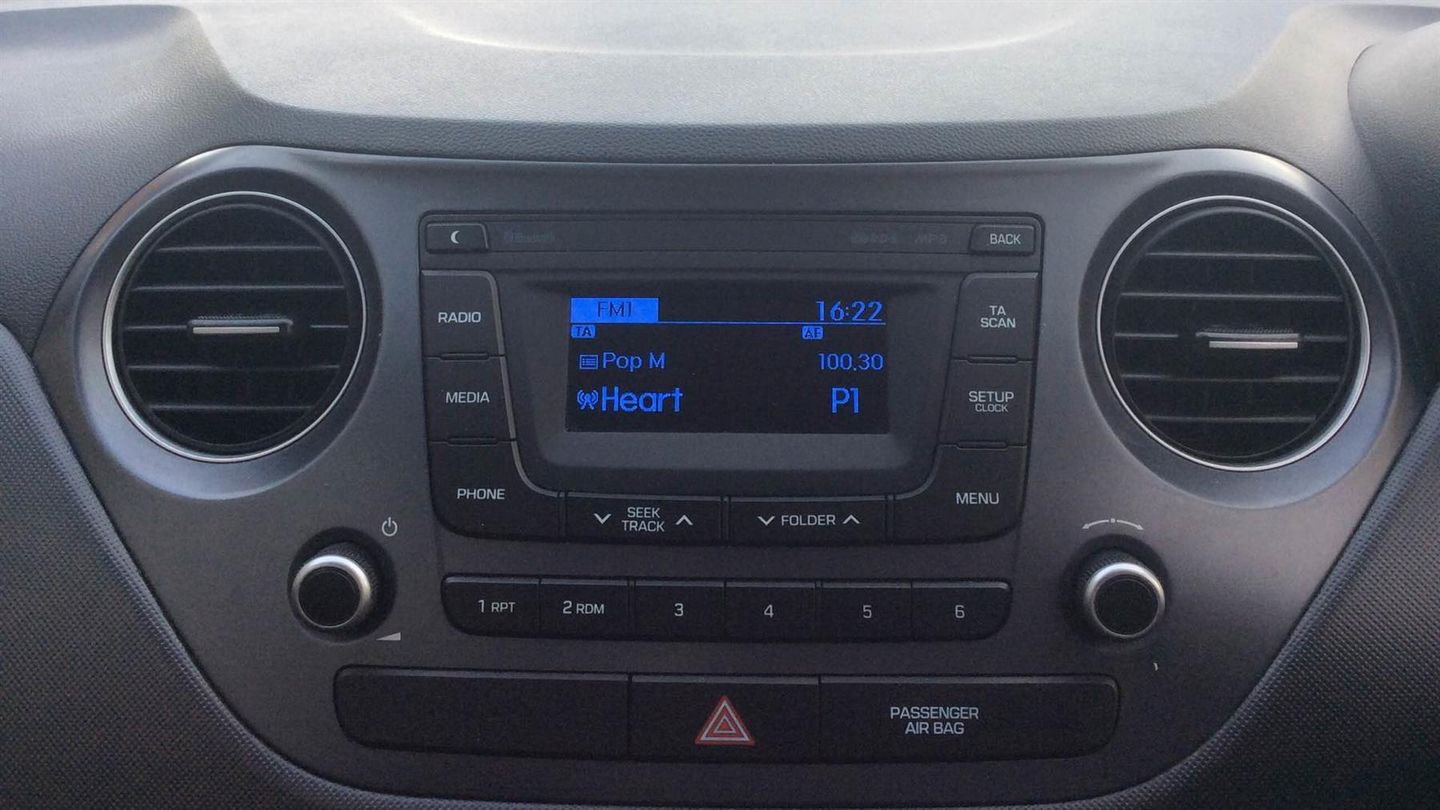 BACK
FM1 16:22
TA AF
Pop M 100.30
Heart P1
RADIO
MEDIA
PHONE
TA
SCAN
SETUP
CLOCK
MENU
SEEK
TRACK
FOLDER
1 RPT 2 RDM 3 4 5 6
PASSENGER
AIR BAG